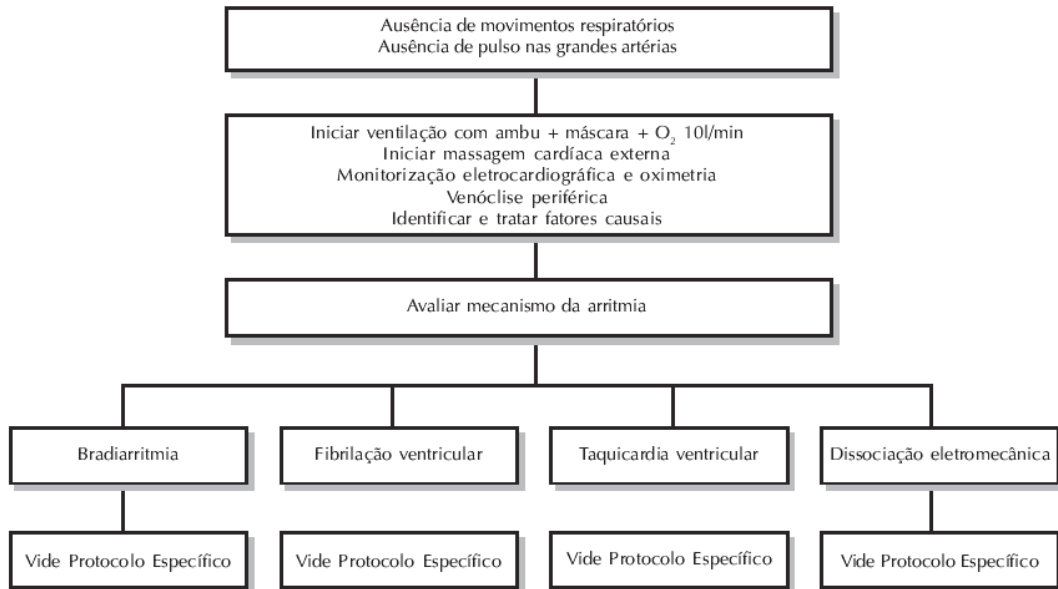 Ausência de movimentos respiratórios
Ausência de pulso nas grandes artérias
Iniciar ventilação com ambu + máscara + O₂ 10l/min
Iniciar massagem cardíaca externa
Monitorização eletrocardiográfica e oximetria
Venóclise periférica
Identificar e tratar fatores causais
Avaliar mecanismo da arritmia
Bradiarritmia
Fibrilação ventricular
Taquicardia ventricular
Dissociação eletromecânica
Vide Protocolo Específico
Vide Protocolo Específico
Vide Protocolo Específico
Vide Protocolo Específico